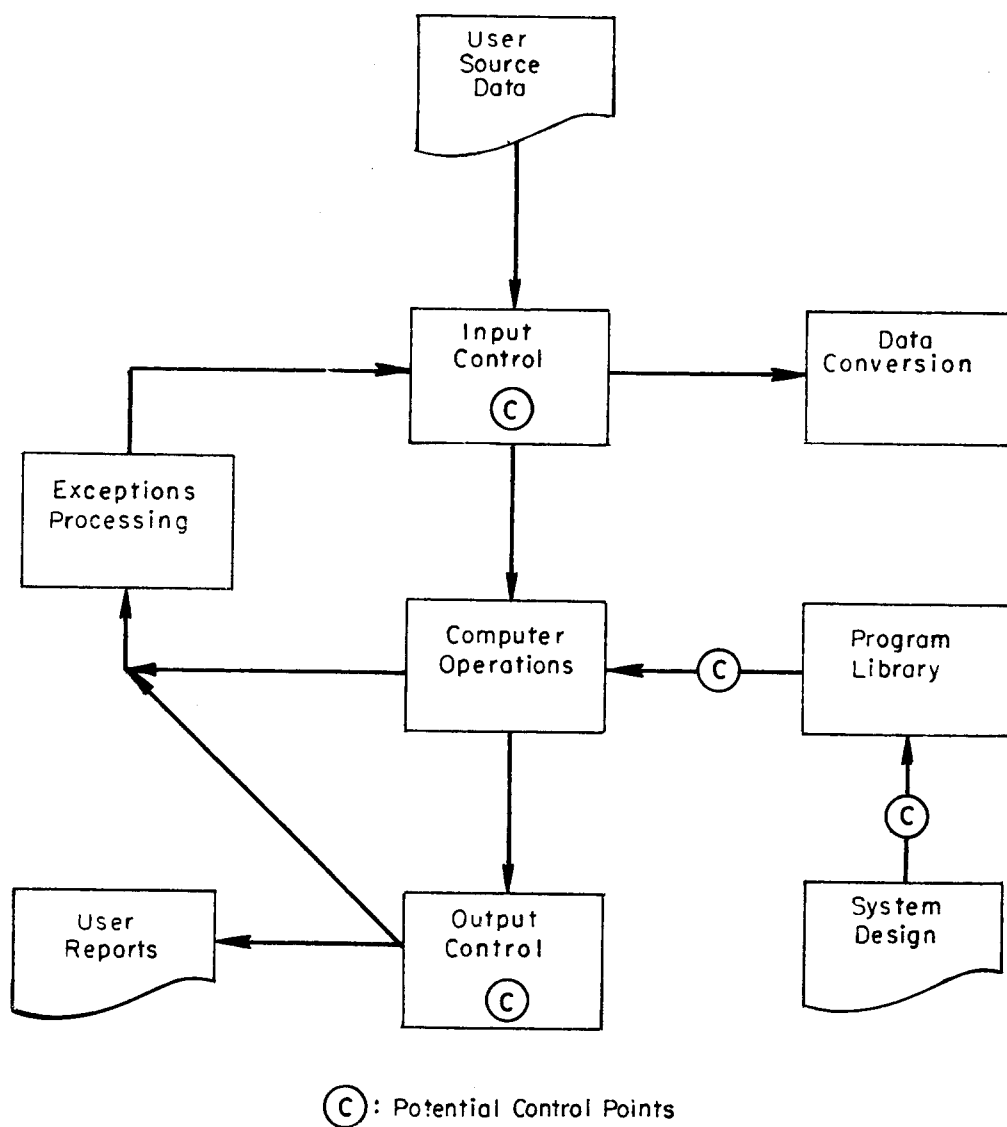 User
Source
Data
Input
Control
C
Data
Conversion
Exceptions
Processing
Computer
Operations
C
Program
Library
C
User
Reports
Output
Control
C
System
Design
C : Potential Control Points